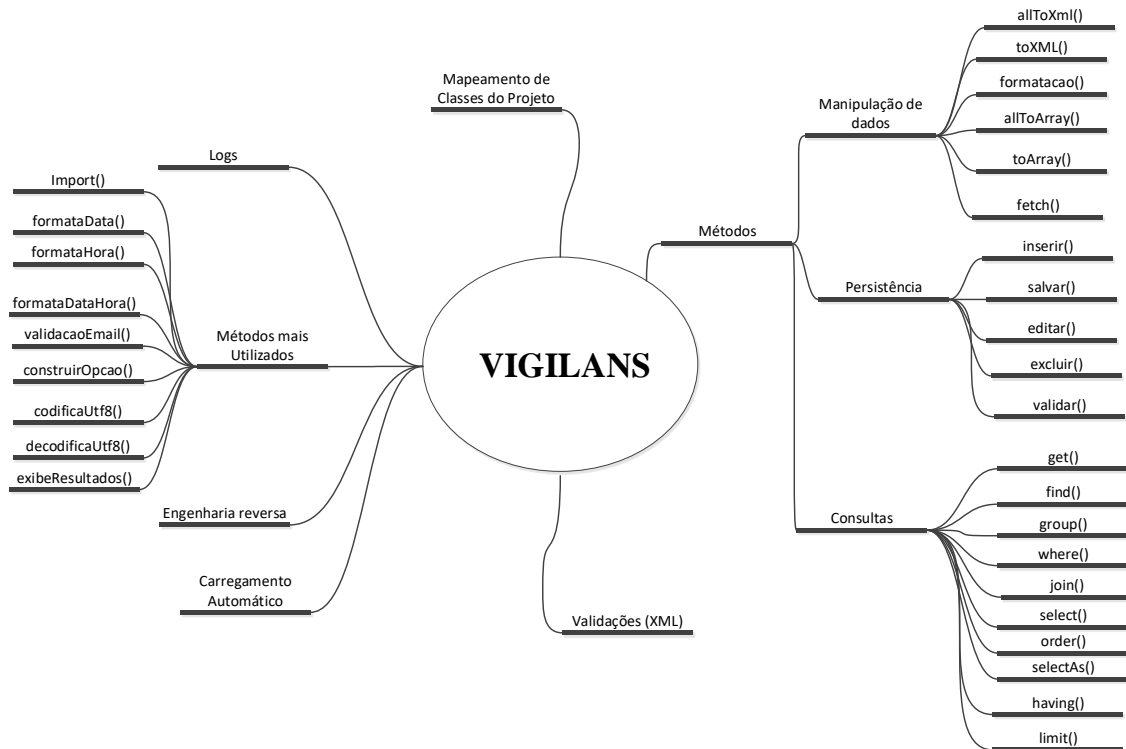 Mapeamento de
Classes do Projeto
Logs
Import()
formataData()
formataHora()
formataDataHora()
validacaoEmail()
construirOpcao()
codificaUtf8()
decodificaUtf8()
exibeResultados()
Métodos mais
Utilizados
Engenharia reversa
Carregamento
Automático
VIGILANS
Validações (XML)
Métodos
Manipulação de
dados
allToXml()
toXML()
formatacao()
allToArray()
toArray()
fetch()
Persistência
inserir()
salvar()
editar()
excluir()
validar()
Consultas
get()
find()
group()
where()
join()
select()
order()
selectAs()
having()
limit()